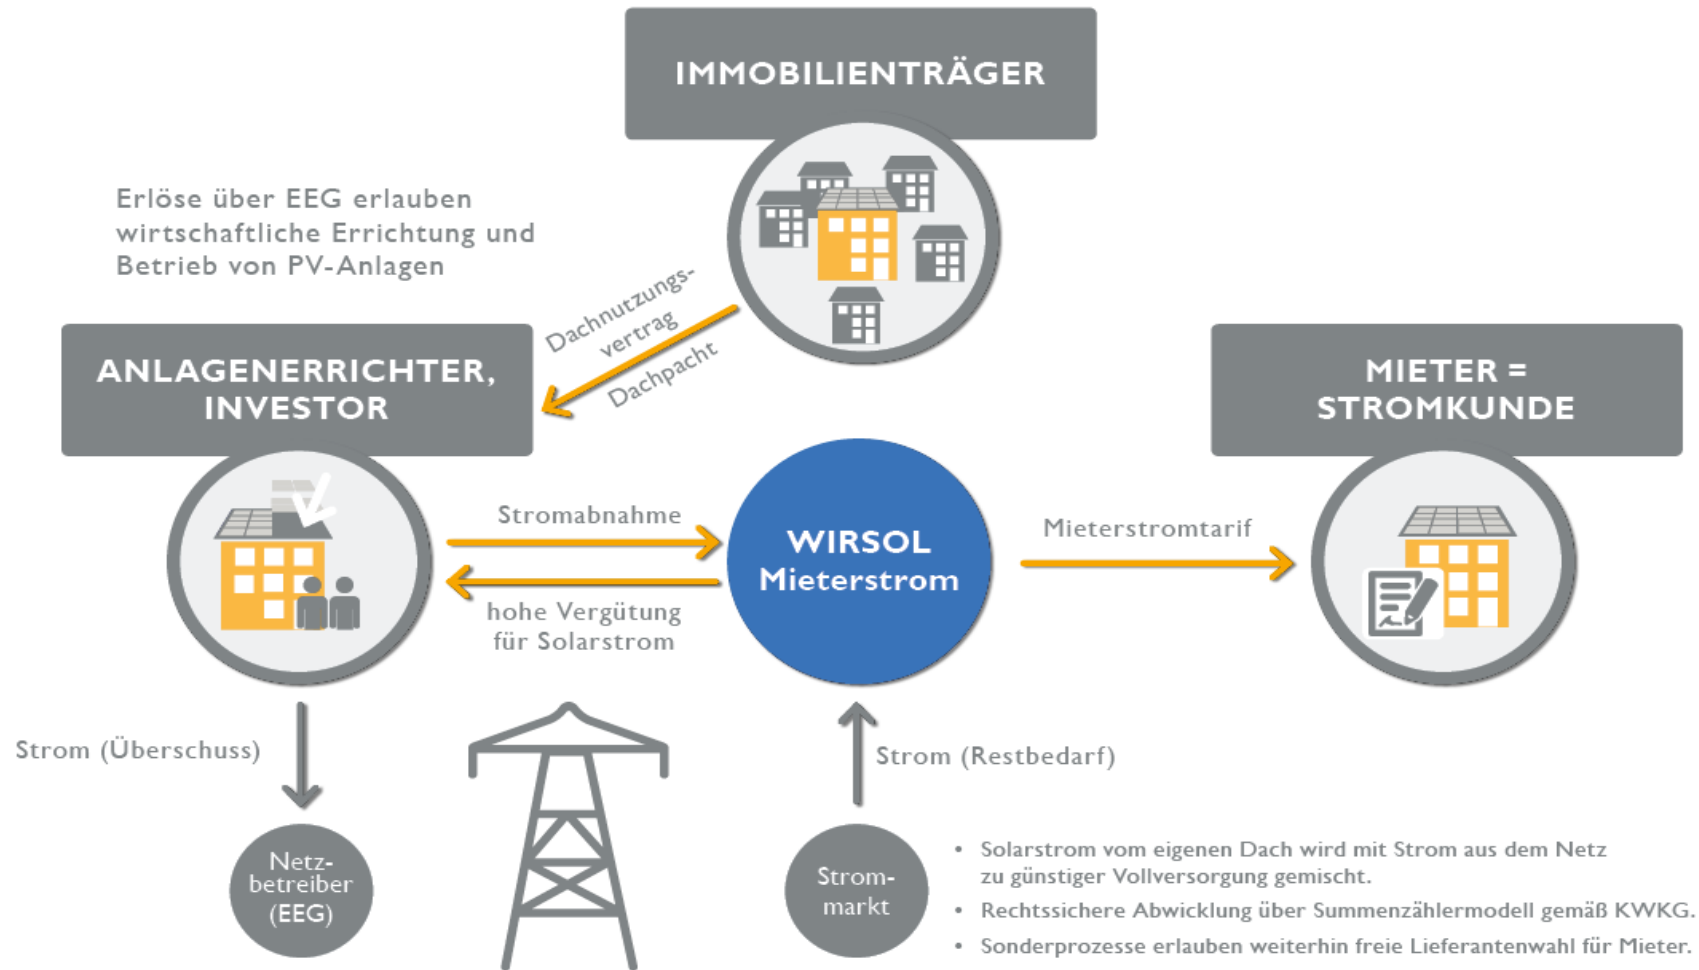 IMMOBILIENTRÄGER
Erlöse über EEG erlauben
wirtschaftliche Errichtung und
Betrieb von PV-Anlagen
Dachnutzungs-
vertrag
Dachpacht
ANLAGENERRICHTER,
INVESTOR
MIETER =
STROMKUNDE
Stromabnahme
hohe Vergütung
für Solarstrom
WIRSOL
Mieterstrom
Mieterstromtarif
Strom (Überschuss)
Strom (Restbedarf)
Netz-
betreiber
(EEG)
Strom-
markt
• Solarstrom vom eigenen Dach wird mit Strom aus dem Netz
zu günstiger Vollversorgung gemischt.
• Rechtssichere Abwicklung über Summenzählermodell gemäß KWKG.
• Sonderprozesse erlauben weiterhin freie Lieferantenwahl für Mieter.